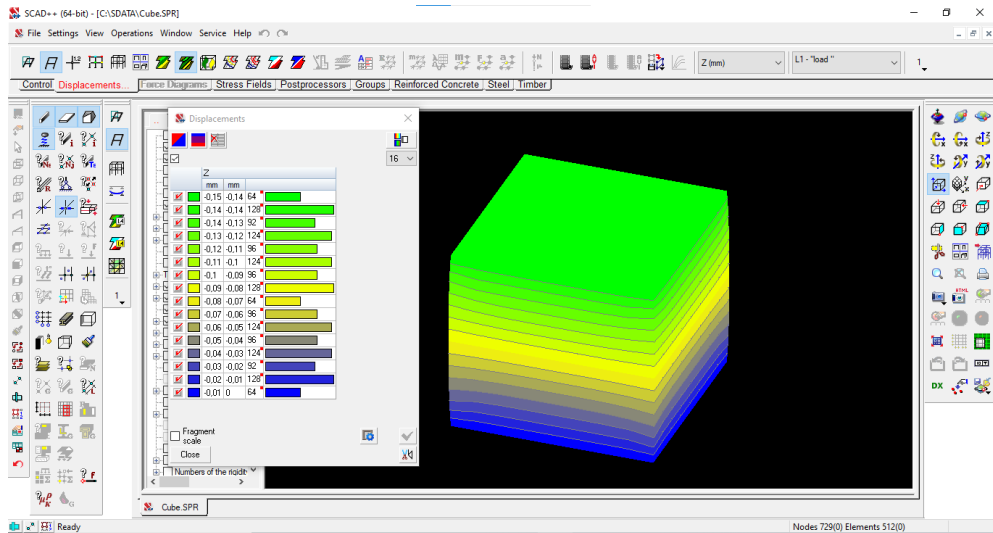 SCAD++ (64-bit) - [C:\SDATA\Cube.SPR]
File Settings View Operations Window Service Help
Z (mm)
L1 - "load "
1
Control Displacements... Force Diagrams Stress Fields Postprocessors Groups Reinforced Concrete Steel Timber
Displacements
16
Z
mm mm
-0,15 -0,14 64
-0,14 -0,14 128
-0,14 -0,13 92
-0,13 -0,12 124
-0,12 -0,11 96
-0,11 -0,1 124
-0,1 -0,09 96
-0,09 -0,08 128
-0,08 -0,07 64
-0,07 -0,06 96
-0,06 -0,05 124
-0,05 -0,04 96
-0,04 -0,03 124
-0,03 -0,02 92
-0,02 -0,01 128
-0,01 0 64
Fragment
scale
Close
Numbers of the rigidit
Cube.SPR
Ready
Nodes 729(0) Elements 512(0)